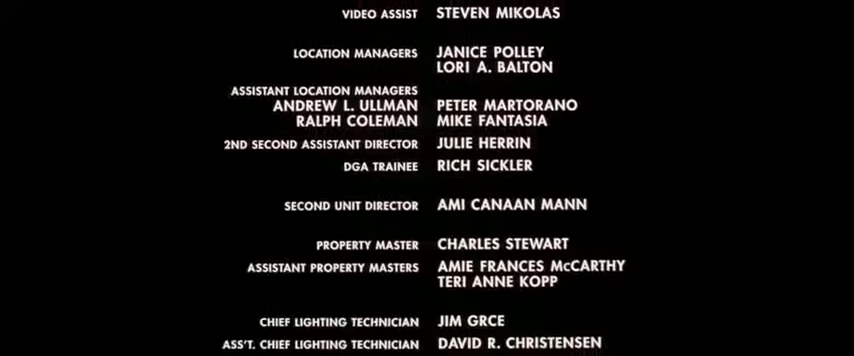 VIDEO ASSIST STEVEN MIKOLAS
LOCATION MANAGERS JANICE POLLEY
LORI A. BALTON
ASSISTANT LOCATION MANAGERS
ANDREW L. ULLMAN PETER MARTORANO
RALPH COLEMAN MIKE FANTASIA
2ND SECOND ASSISTANT DIRECTOR JULIE HERRIN
DGA TRAINEE RICH SICKLER
SECOND UNIT DIRECTOR AMI CANAAN MANN
PROPERTY MASTER CHARLES STEWART
ASSISTANT PROPERTY MASTERS AMIE FRANCES McCARTHY
TERI ANNE KOPP
CHIEF LIGHTING TECHNICIAN JIM GRCE
ASS'T. CHIEF LIGHTING TECHNICIAN DAVID R. CHRISTENSEN